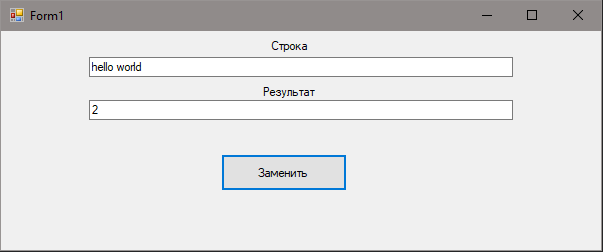 Form1
Строка
hello world
Результат
2
Заменить